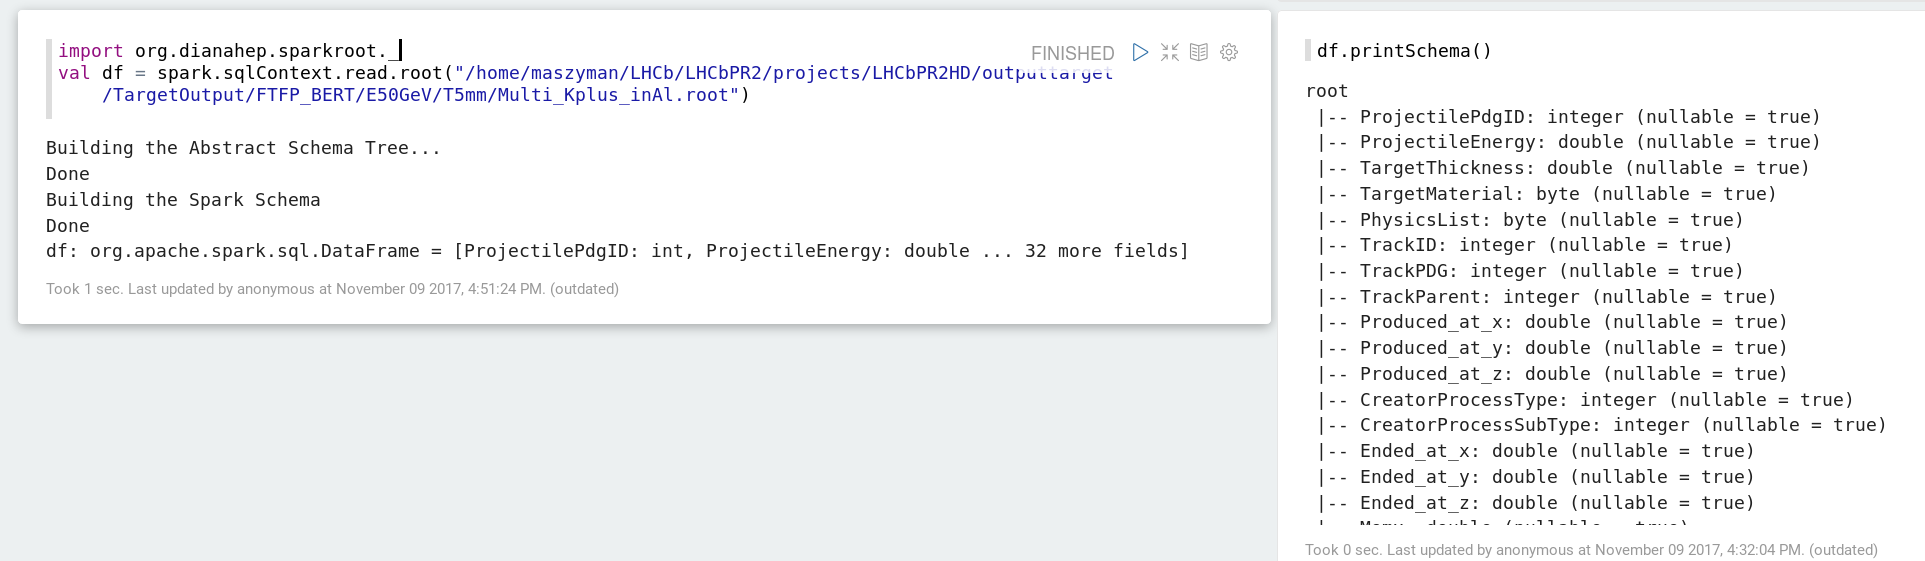 import org.dianahep.sparkroot._
FINISHED
val df = spark.sqlContext.read.root("/home/maszyman/LHCb/LHCbPR2/projects/LHCbPR2HD/outputtarget
/TargetOutput/FTFP_BERT/E50GeV/T5mm/Multi_Kplus_inAl.root")
Building the Abstract Schema Tree...
Done
Building the Spark Schema
Done
df: org.apache.spark.sql.DataFrame = [ProjectilePdgID: int, ProjectileEnergy: double ... 32 more fields]
Took 1 sec. Last updated by anonymous at November 09 2017, 4:51:24 PM. (outdated)
df.printSchema()
root
|-- ProjectilePdgID: integer (nullable = true)
|-- ProjectileEnergy: double (nullable = true)
|-- TargetThickness: double (nullable = true)
|-- TargetMaterial: byte (nullable = true)
|-- PhysicsList: byte (nullable = true)
|-- TrackID: integer (nullable = true)
|-- TrackPDG: integer (nullable = true)
|-- TrackParent: integer (nullable = true)
|-- Produced_at_x: double (nullable = true)
|-- Produced_at_y: double (nullable = true)
|-- Produced_at_z: double (nullable = true)
|-- CreatorProcessType: integer (nullable = true)
|-- CreatorProcessSubType: integer (nullable = true)
|-- Ended_at_x: double (nullable = true)
|-- Ended_at_y: double (nullable = true)
|-- Ended_at_z: double (nullable = true)
Took 0 sec. Last updated by anonymous at November 09 2017, 4:32:04 PM. (outdated)